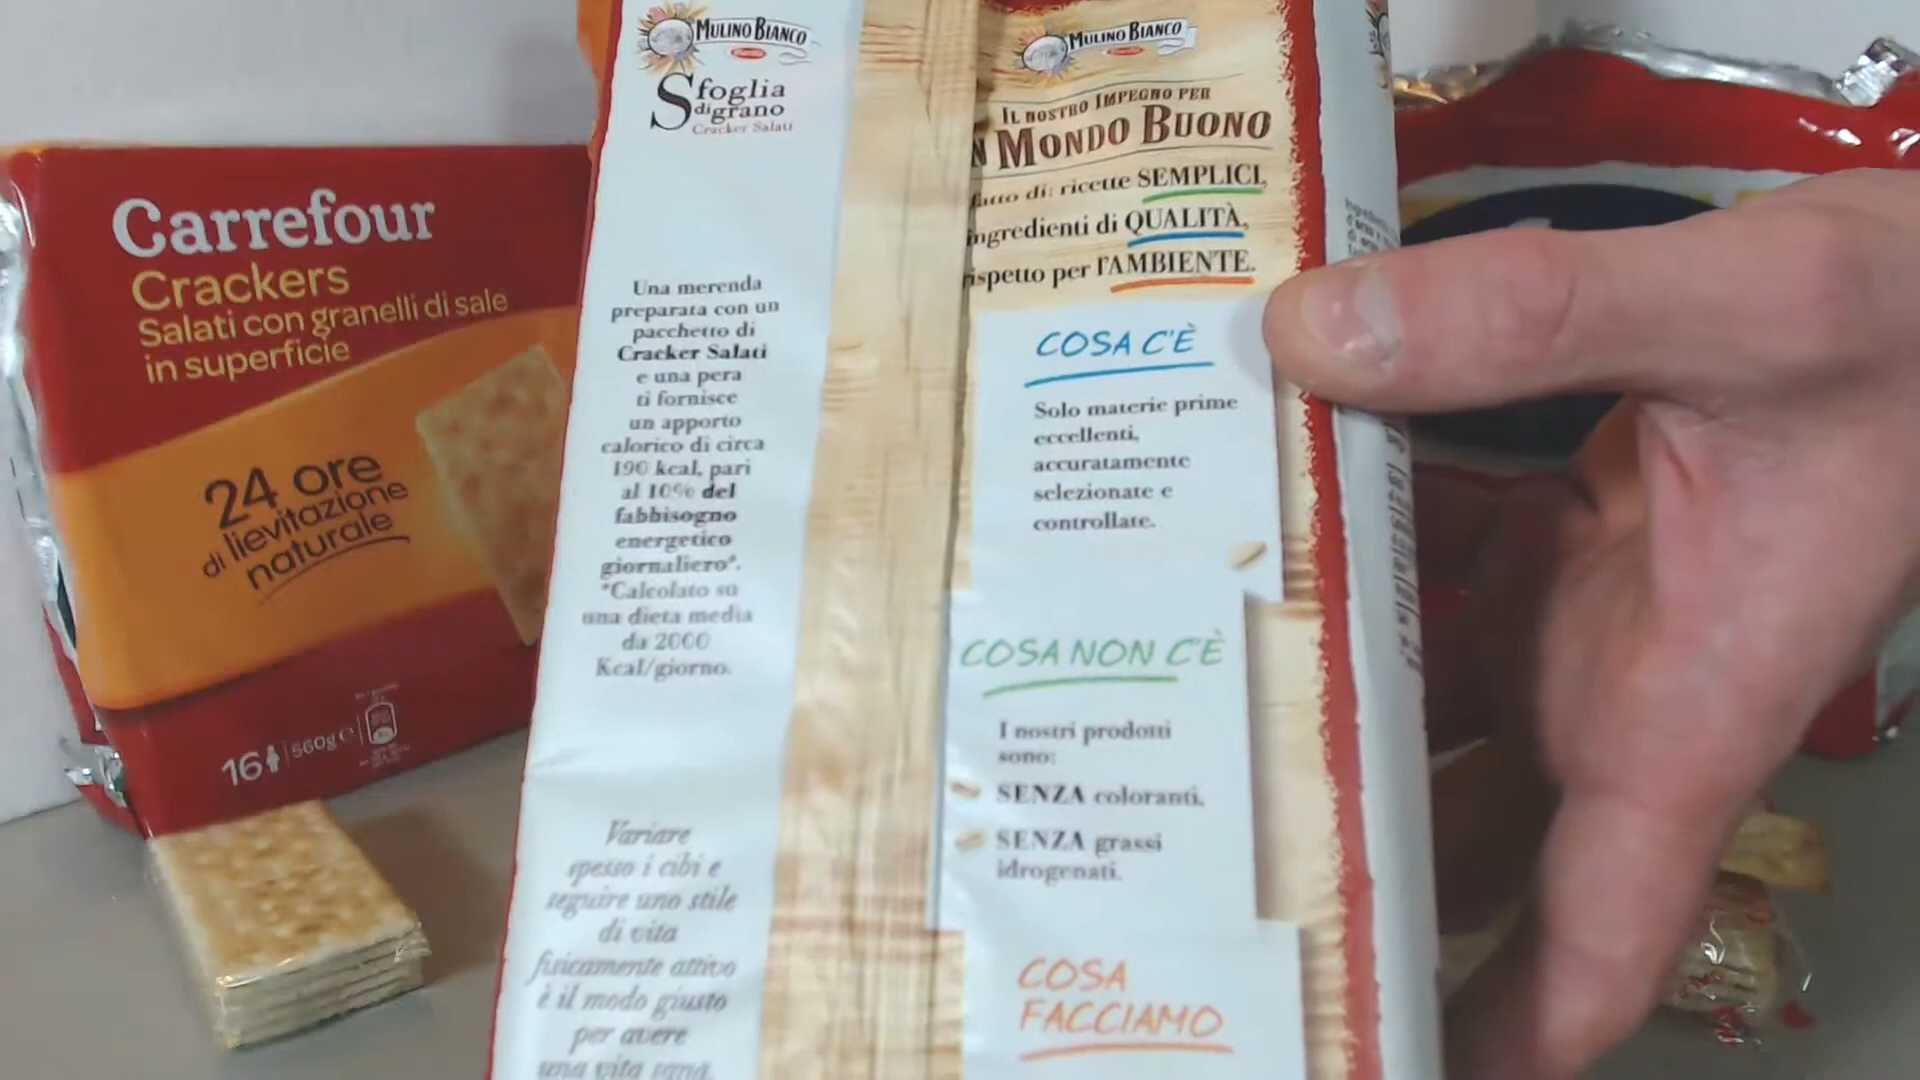 Carrefour
Crackers
Salati con granelli di sale
in superficie
24 ore
di lievitazione
naturale
16 560g e
MULINO BIANCO
Barilla
Sfoglia
di grano
Cracker Salati
Una merenda
preparata con un
pacchetto di
Cracker Salati
e una pera
ti fornisce
un apporto
calorico di circa
190 kcal, pari
al 10% del
fabbisogno
energetico
giornaliero*.
*Calcolato su
una dieta media
da 2000
Kcal/giorno.
Variare
spesso i cibi e
seguire uno stile
di vita
fisicamente attivo
è il modo giusto
per avere
una vita sana.
MULINO BIANCO
Barilla
IL NOSTRO IMPEGNO PER
N MONDO BUONO
fatto di: ricette SEMPLICI,
ingredienti di QUALITÀ,
rispetto per l'AMBIENTE.
COSA C'È
Solo materie prime
eccellenti,
accuratamente
selezionate e
controllate.
COSA NON C'È
I nostri prodotti
sono:
SENZA coloranti.
SENZA grassi
idrogenati.
COSA
FACCIAMO